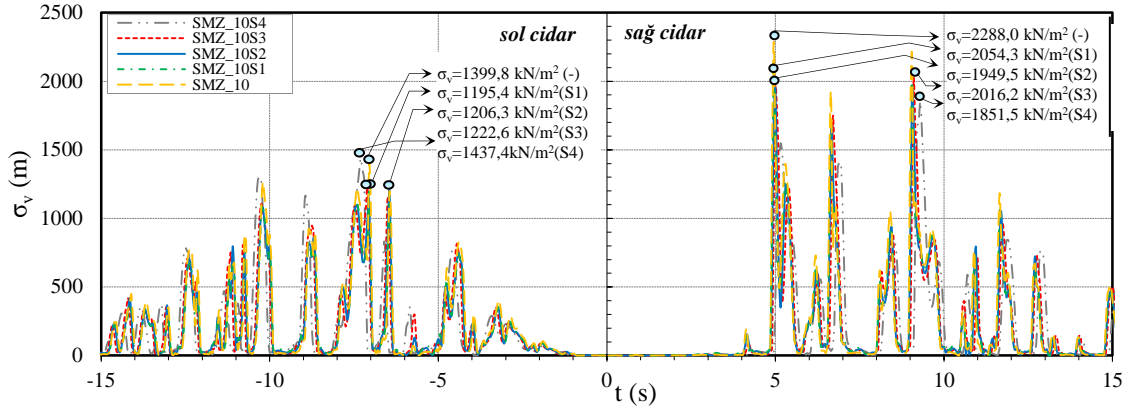 SMZ_10S4
SMZ_10S3
SMZ_10S2
SMZ_10S1
SMZ_10
sol cidar
sağ cidar
σv=1399,8 kN/m² (-)
σv=1195,4 kN/m²(S1)
σv=1206,3 kN/m²(S2)
σv=1222,6 kN/m²(S3)
σv=1437,4kN/m²(S4)
σv=2288,0 kN/m² (-)
σv=2054,3 kN/m²(S1)
σv=1949,5 kN/m²(S2)
σv=2016,2 kN/m²(S3)
σv=1851,5 kN/m²(S4)
σv (m)
2500
2000
1500
1000
500
0
-15
-10
-5
0
5
10
15
t (s)